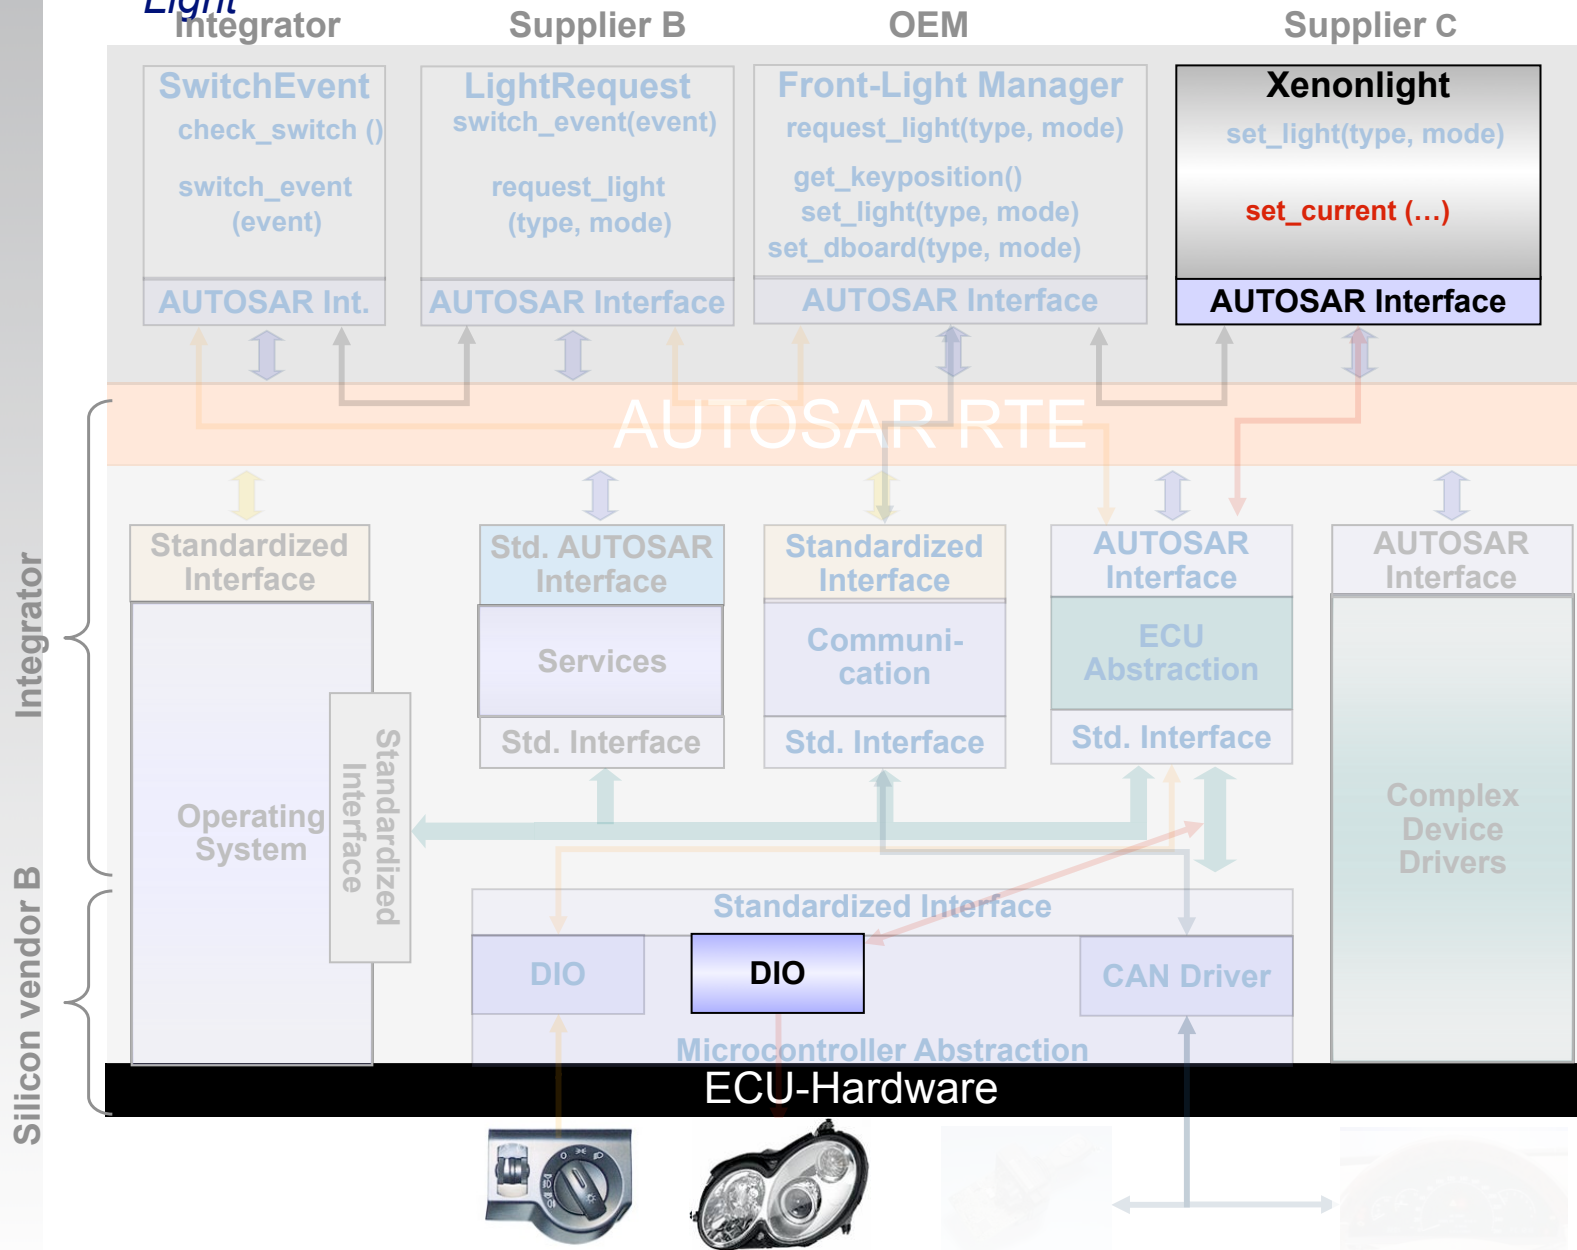 Light
Integrator
Supplier B
OEM
Supplier C
SwitchEvent
check_switch ()
switch_event
(event)
AUTOSAR Int.
LightRequest
switch_event(event)
request_light
(type, mode)
AUTOSAR Interface
Front-Light Manager
request_light(type, mode)
get_keyposition()
set_light(type, mode)
set_dboard(type, mode)
AUTOSAR Interface
Xenonlight
set_light(type, mode)
set_current (…)
AUTOSAR Interface
AUTOSAR RTE
Integrator
Silicon vendor B
Standardized
Interface
Operating
System
Standardized
Interface
Std. AUTOSAR
Interface
Services
Std. Interface
Standardized
Interface
Communi-
cation
Std. Interface
AUTOSAR
Interface
ECU
Abstraction
Std. Interface
AUTOSAR
Interface
Complex
Device
Drivers
Standardized Interface
DIO
DIO
CAN Driver
Microcontroller Abstraction
ECU-Hardware